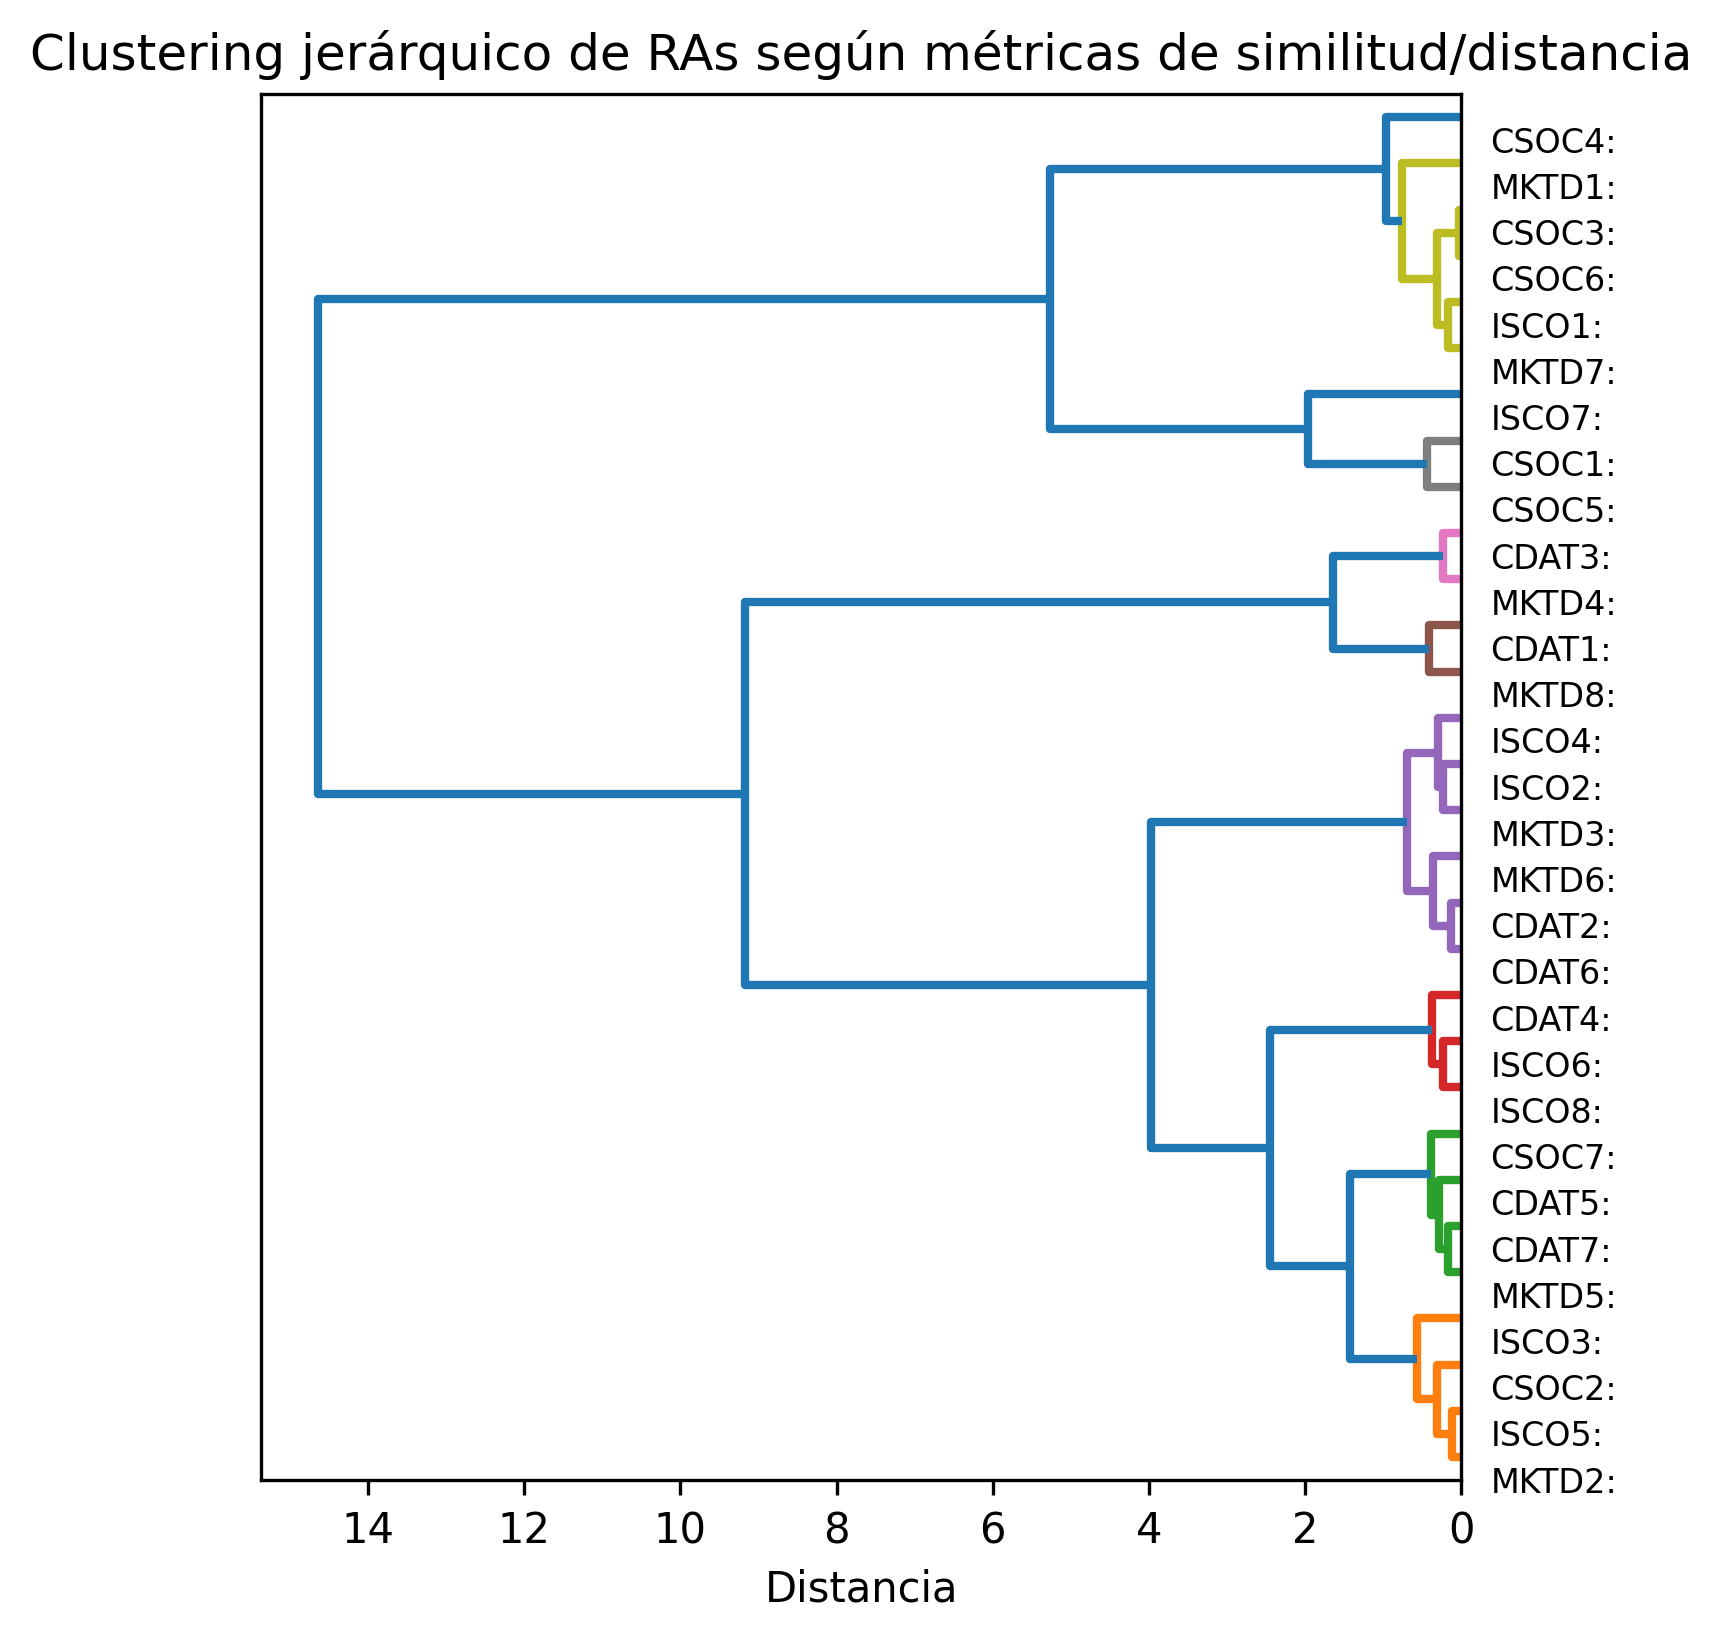 Clustering jerárquico de RAs según métricas de similitud/distancia
CSOC4:
MKTD1:
CSOC3:
CSOC6:
ISCO1:
MKTD7:
ISCO7:
CSOC1:
CSOC5:
CDAT3:
MKTD4:
CDAT1:
MKTD8:
ISCO4:
ISCO2:
MKTD3:
MKTD6:
CDAT2:
CDAT6:
CDAT4:
ISCO6:
ISCO8:
CSOC7:
CDAT5:
CDAT7:
MKTD5:
ISCO3:
CSOC2:
ISCO5:
MKTD2:
14 12 10 8 6 4 2 0
Distancia